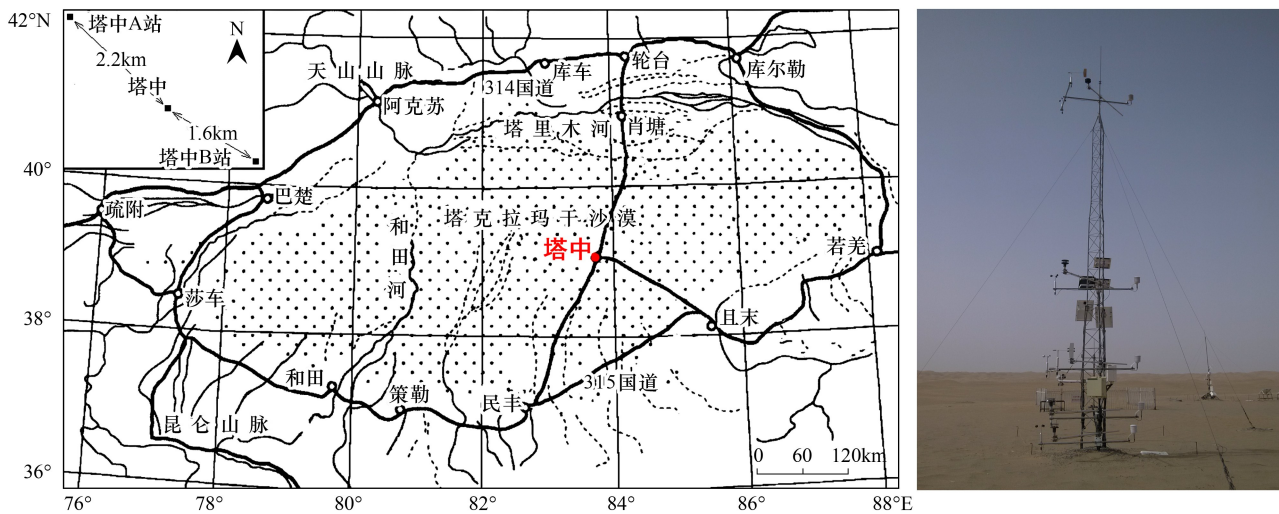 42°N
塔中A站
2.2km
塔中
1.6km
塔中B站
N
天山山脉
库车
轮台
库尔勒
314国道
阿克苏
塔里木河
肖塘
40°
巴楚
疏附
和田河
塔克拉玛干沙漠
塔中
若羌
莎车
38°
且末
和田
策勒
民丰
315国道
昆仑山脉
0 60 120km
36°
76° 78° 80° 82° 84° 86° 88°E